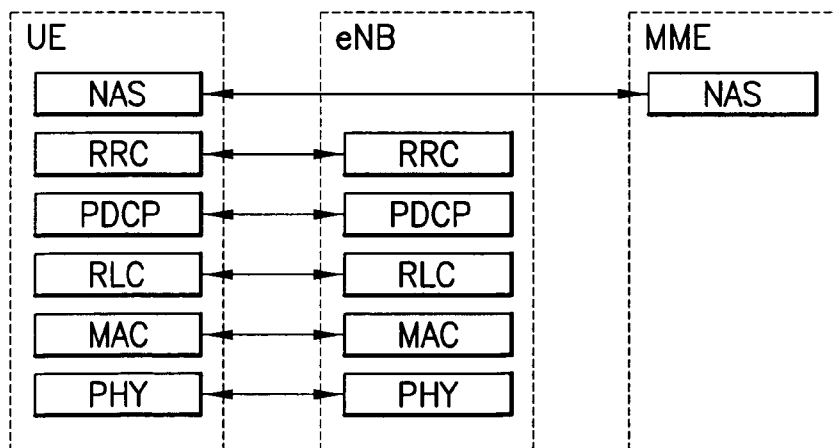 UE eNB MME
NAS NAS
RRC RRC
PDCP PDCP
RLC RLC
MAC MAC
PHY PHY